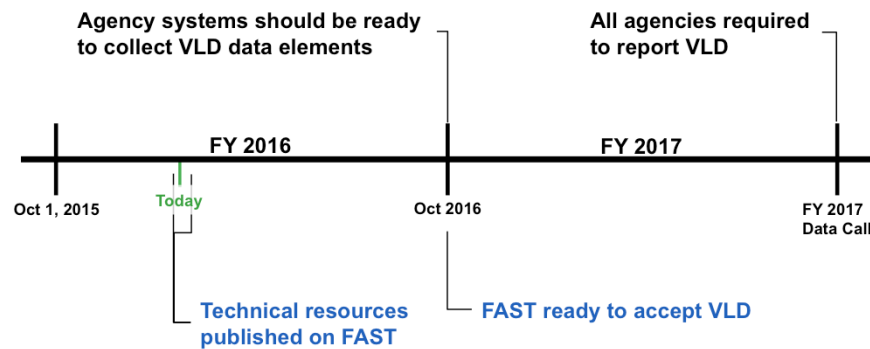 Agency systems should be ready
to collect VLD data elements
All agencies required
to report VLD
FY 2016
FY 2017
Today
Oct 1, 2015
Oct 2016
FY 2017
Data Call
Technical resources
published on FAST
FAST ready to accept VLD